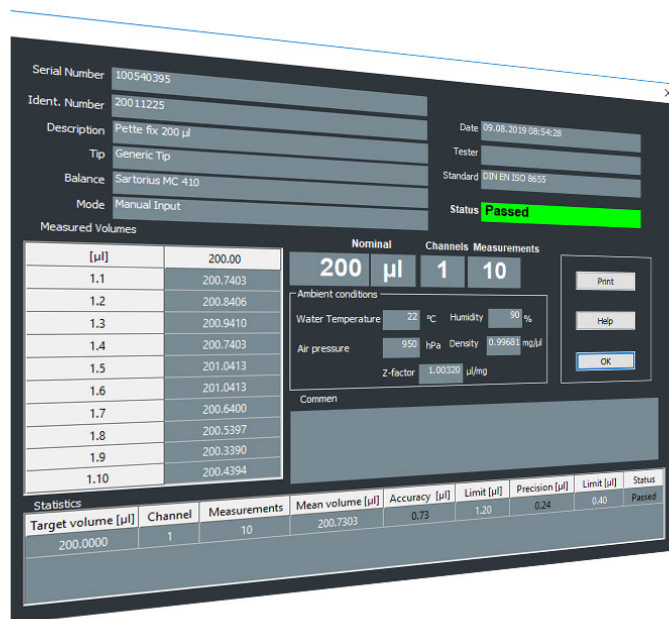 Serial Number 100540395
Ident. Number 20011225
Description Pette fix 200 µl
Tip Generic Tip
Balance Sartorius MC 410
Mode Manual Input
Date 09.08.2019 08:54:28
Tester
Standard DIN EN ISO 8655
Status Passed
Measured Volumes
[µl] 200.00
1.1 200.7403
1.2 200.8406
1.3 200.9410
1.4 200.7403
1.5 201.0413
1.6 201.0413
1.7 200.6400
1.8 200.5397
1.9 200.3390
1.10 200.4394
Nominal Channels Measurements
200 µl 1 10
Ambient conditions
Water Temperature 22 ºC Humidity 90 %
Air pressure 950 hPa Density 0.99681 mg/µl
Z-factor 1.00320 µl/mg
Commen
Print
Help
OK
Statistics
Target volume [µl] Channel Measurements Mean volume [µl] Accuracy [µl] Limit [µl] Precision [µl] Limit [µl] Status
200.0000 1 10 200.7303 0.73 1.20 0.24 0.40 Passed